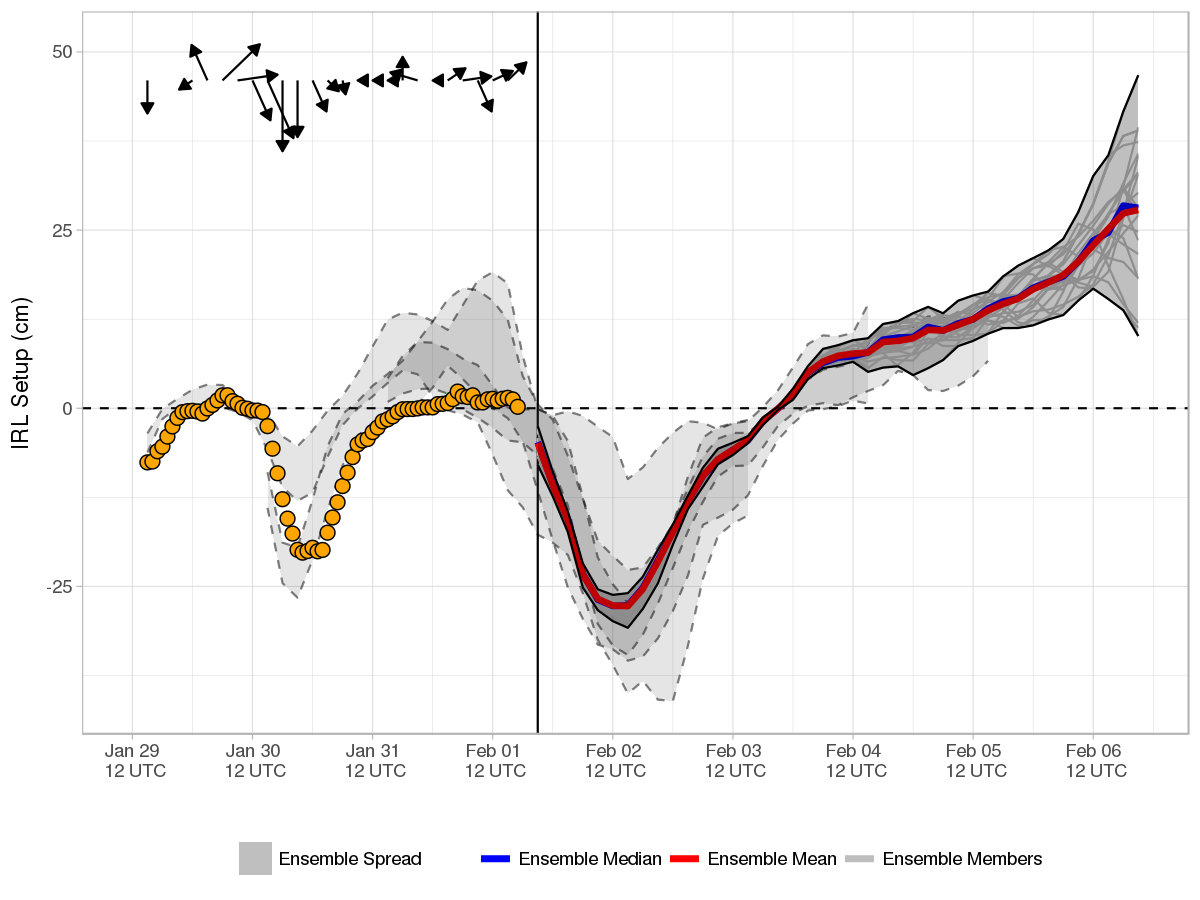 50
25
0
-25
IRL Setup (cm)
Jan 29 Jan 30 Jan 31 Feb 01 Feb 02 Feb 03 Feb 04 Feb 05 Feb 06
12 UTC 12 UTC 12 UTC 12 UTC 12 UTC 12 UTC 12 UTC 12 UTC 12 UTC
Ensemble Spread Ensemble Median Ensemble Mean Ensemble Members